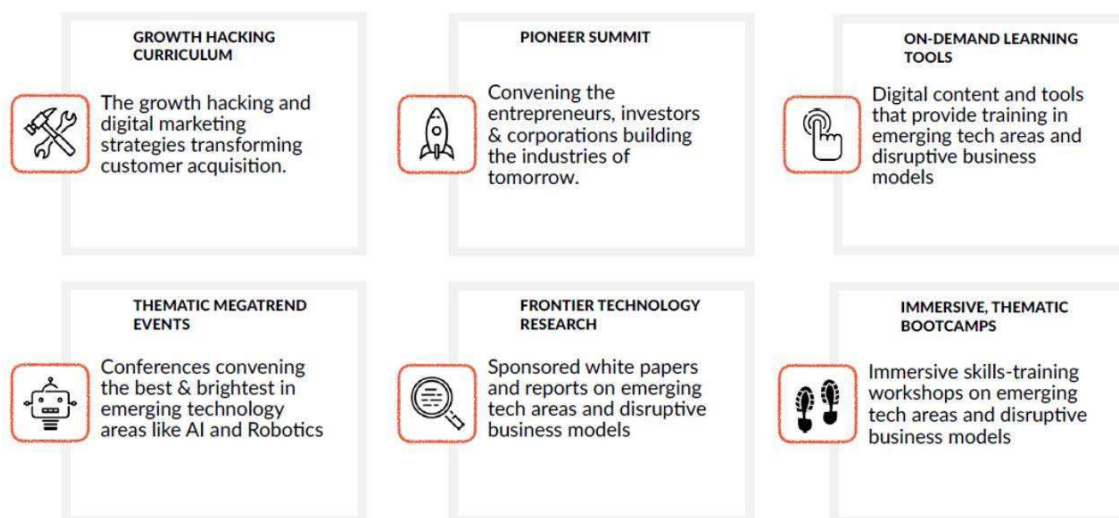 GROWTH HACKING
CURRICULUM
The growth hacking and
digital marketing
strategies transforming
customer acquisition.
PIONEER SUMMIT
Convening the
entrepreneurs, investors
& corporations building
the industries of
tomorrow.
ON-DEMAND LEARNING
TOOLS
Digital content and tools
that provide training in
emerging tech areas and
disruptive business
models
THEMATIC MEGATREND
EVENTS
Conferences convening
the best & brightest in
emerging technology
areas like AI and Robotics
FRONTIER TECHNOLOGY
RESEARCH
Sponsored white papers
and reports on emerging
tech areas and disruptive
business models
IMMERSIVE, THEMATIC
BOOTCAMPS
Immersive skills-training
workshops on emerging
tech areas and disruptive
business models